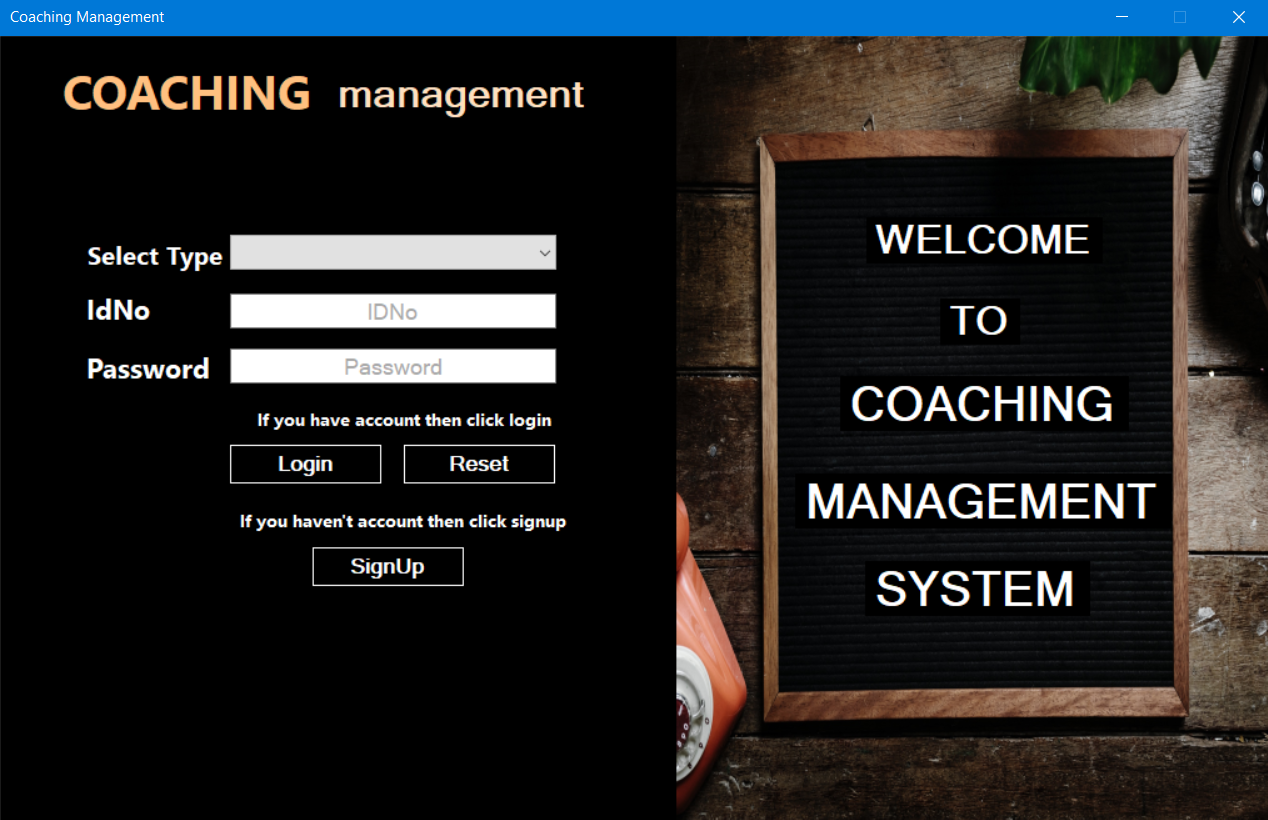 Coaching Management
COACHING management
Select Type
IdNo
IDNo
Password
Password
If you have account then click login
Login
Reset
If you haven't account then click signup
SignUp
WELCOME
TO
COACHING
MANAGEMENT
SYSTEM